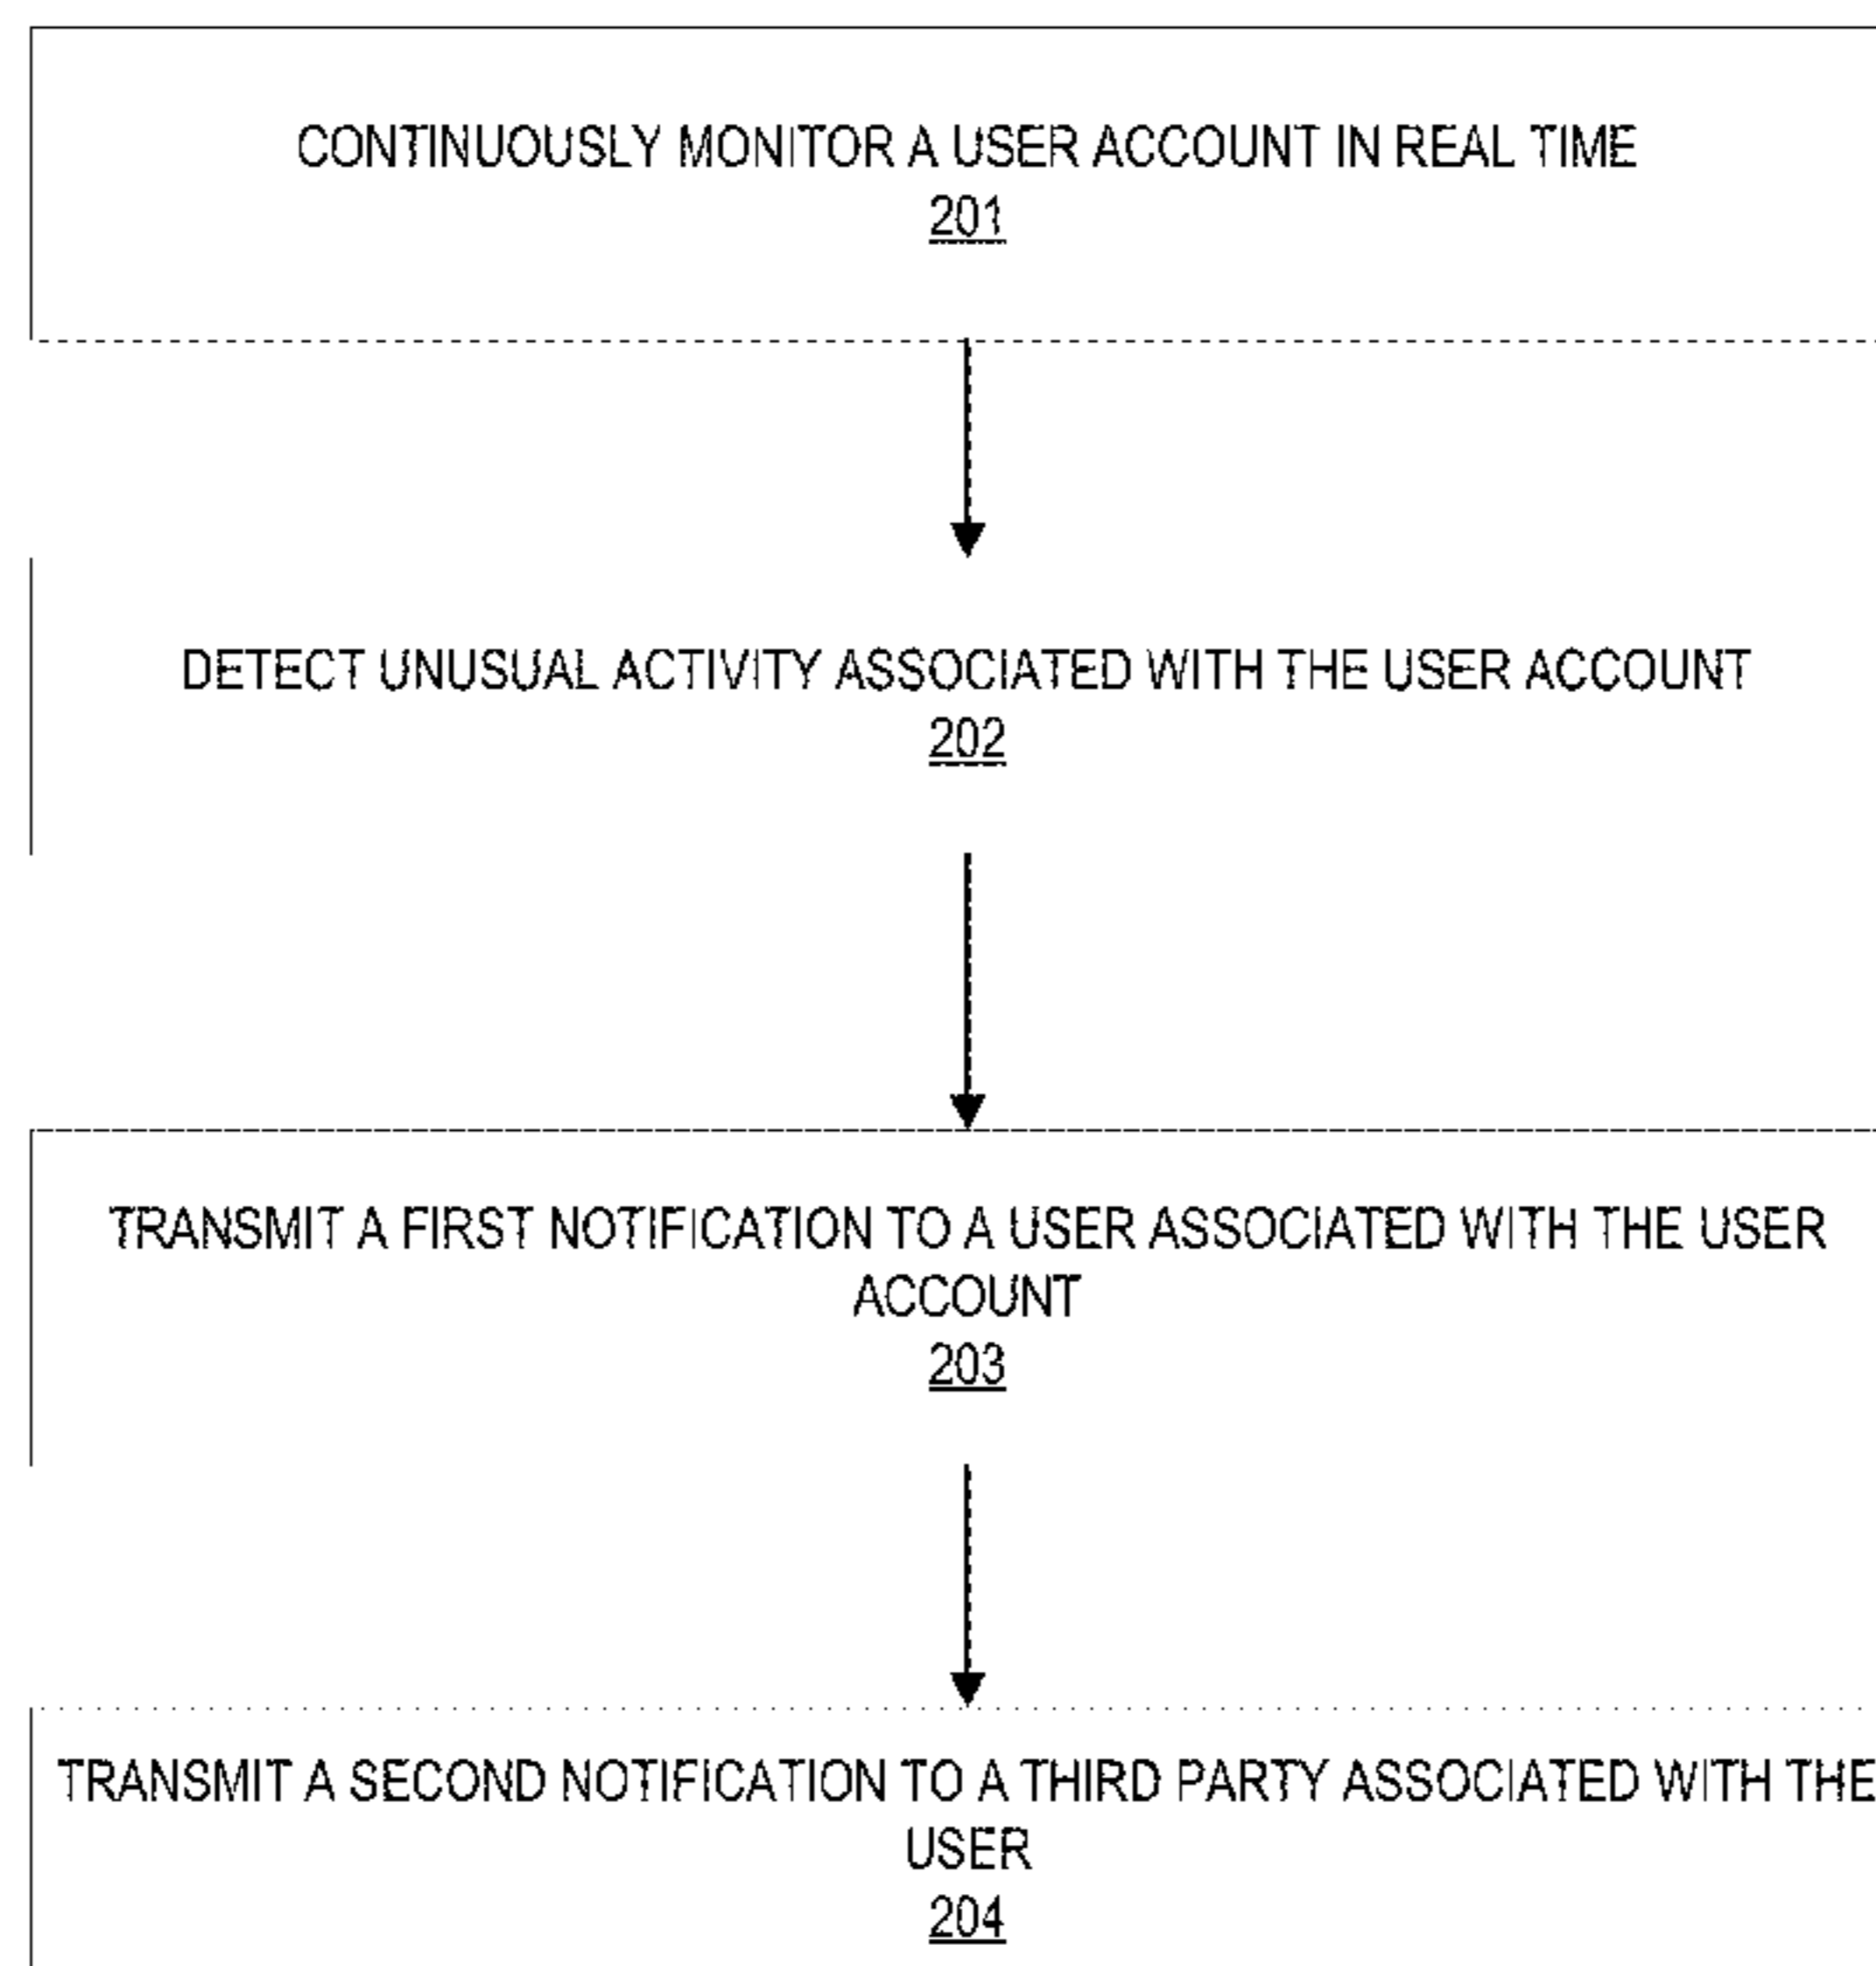 CONTINUOUSLY MONITOR A USER ACCOUNT IN REAL TIME
201
DETECT UNUSUAL ACTIVITY ASSOCIATED WITH THE USER ACCOUNT
202
TRANSMIT A FIRST NOTIFICATION TO A USER ASSOCIATED WITH THE USER
ACCOUNT
203
TRANSMIT A SECOND NOTIFICATION TO A THIRD PARTY ASSOCIATED WITH THE
USER
204